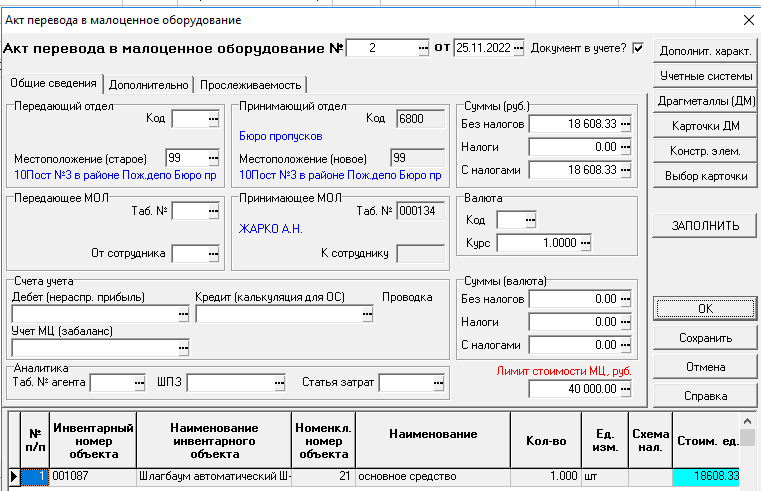 Акт перевода в малоценное оборудование
Акт перевода в малоценное оборудование № 2 от 25.11.2022 Документ в учете?
Дополнит. характ.
Учетные системы
Драгметаллы (ДМ)
Карточки ДМ
Констр. элем.
Выбор карточки
ЗАПОЛНИТЬ
OK
Сохранить
Отмена
Справка
Общие сведения Дополнительно Прослеживаемость
Передающий отдел
Код
Местоположение (старое) 99
10Пост №3 в районе Пож.депо Бюро пр
Принимающий отдел
Код 6800
Бюро пропусков
Местоположение (новое) 99
10Пост №3 в районе Пож.депо Бюро пр
Суммы (руб.)
Без налогов 18 608.33
Налоги 0.00
С налогами 18 608.33
Передающее МОЛ
Таб. №
От сотрудника
Принимающее МОЛ
Таб. № 000134
ЖАРКО А.Н.
К сотруднику
Валюта
Код
Курс 1.0000
Счета учета
Дебет (нераспр. прибыль) Кредит (калькуляция для ОС) Проводка
Учет МЦ (забаланс)
Суммы (валюта)
Без налогов 0.00
Налоги 0.00
С налогами 0.00
Аналитика
Таб. № агента ШПЗ Статья затрат
Лимит стоимости МЦ, руб.
40 000.00
№ п/п Инвентарный номер объекта Наименование инвентарного объекта Номенкл. номер объекта Наименование Кол-во Ед. изм. Схема нал. Стоим. ед.
1 001087 Шлагбаум автоматический Ш- 21 основное средство 1.000 шт 18608.33